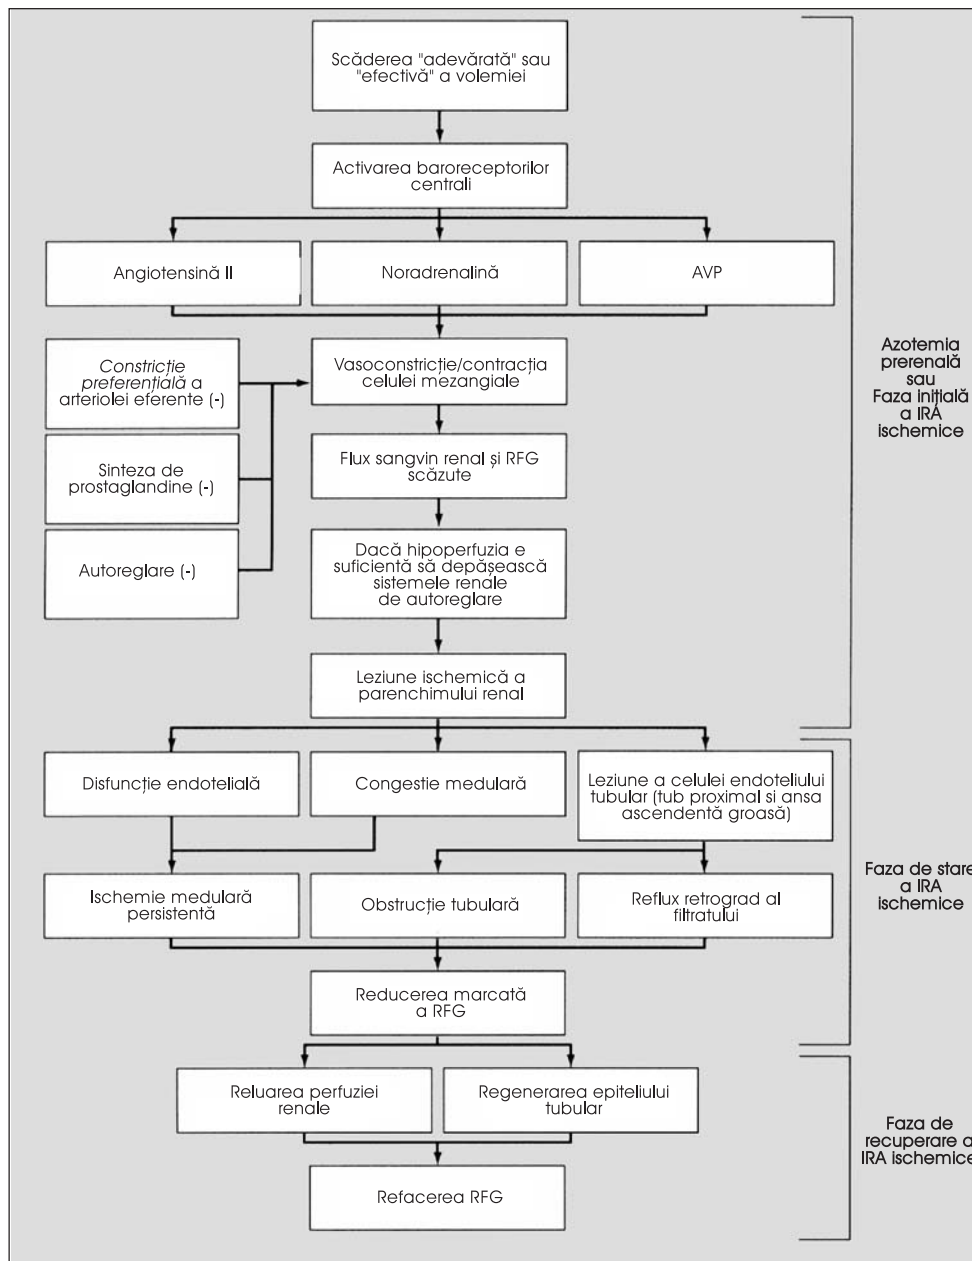 Scăderea "adevărată" sau
"efectivă" a volemiei
Activarea baroreceptorilor
centrali
Angiotensină II
Noradrenalină
AVP
Constricție
preferențială a
arteriolei eferente (-)
Vasoconstricție/contracția
celulei mezangiale
Sinteza de
prostaglandine (-)
Flux sangvin renal și RFG
scăzute
Autoreglare (-)
Dacă hipoperfuzia e
suficientă să depășească
sistemele renale
de autoreglare
Leziune ischemică a
parenchimului renal
Azotemia
prerenală
sau
Faza inițială
a IRA
ischemice
Disfuncție endotelială
Congestie medulară
Leziune a celulei endoteliului
tubular (tub proximal si ansa
ascendentă groasă)
Ischemie medulară
persistentă
Obstrucție tubulară
Reflux retrograd al
filtratului
Reducerea marcată
a RFG
Faza de stare
a IRA
ischemice
Reluarea perfuziei
renale
Regenerarea epiteliului
tubular
Refacerea RFG
Faza de
recuperare a
IRA ischemice